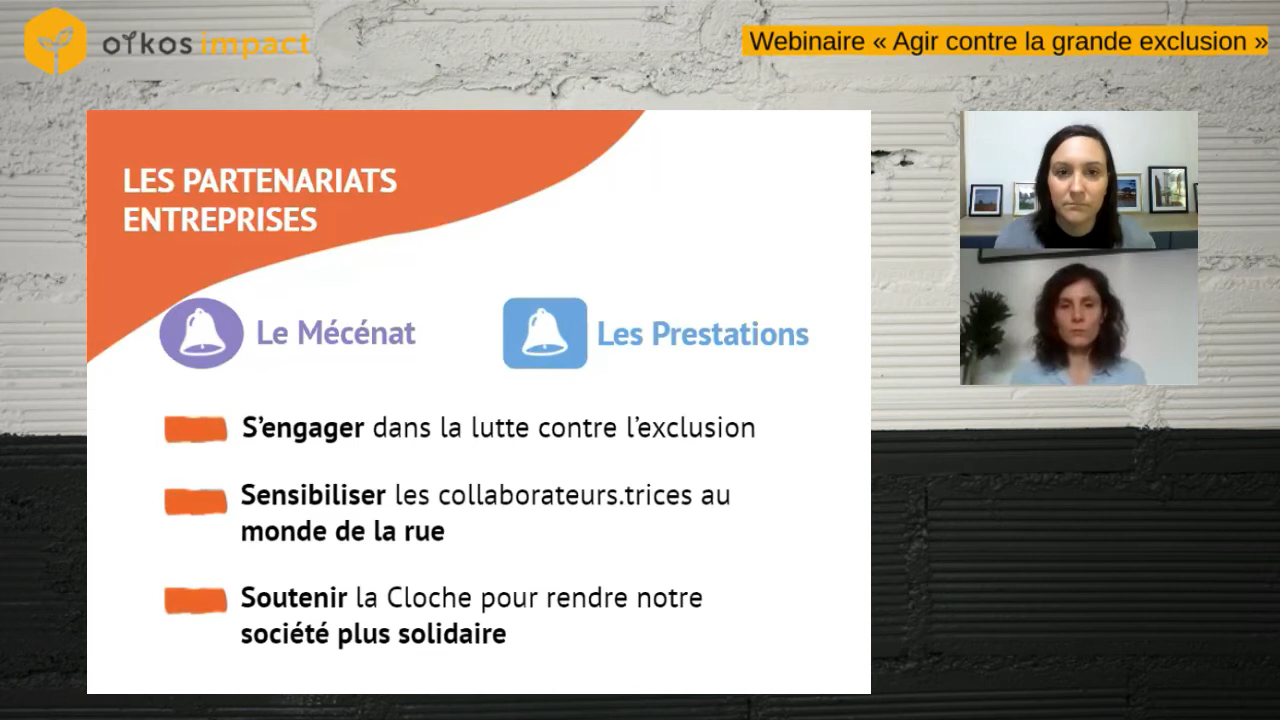 oïkos impact
Webinaire « Agir contre la grande exclusion »
LES PARTENARIATS
ENTREPRISES
Le Mécénat
Les Prestations
S’engager dans la lutte contre l’exclusion
Sensibiliser les collaborateurs.trices au
monde de la rue
Soutenir la Cloche pour rendre notre
société plus solidaire